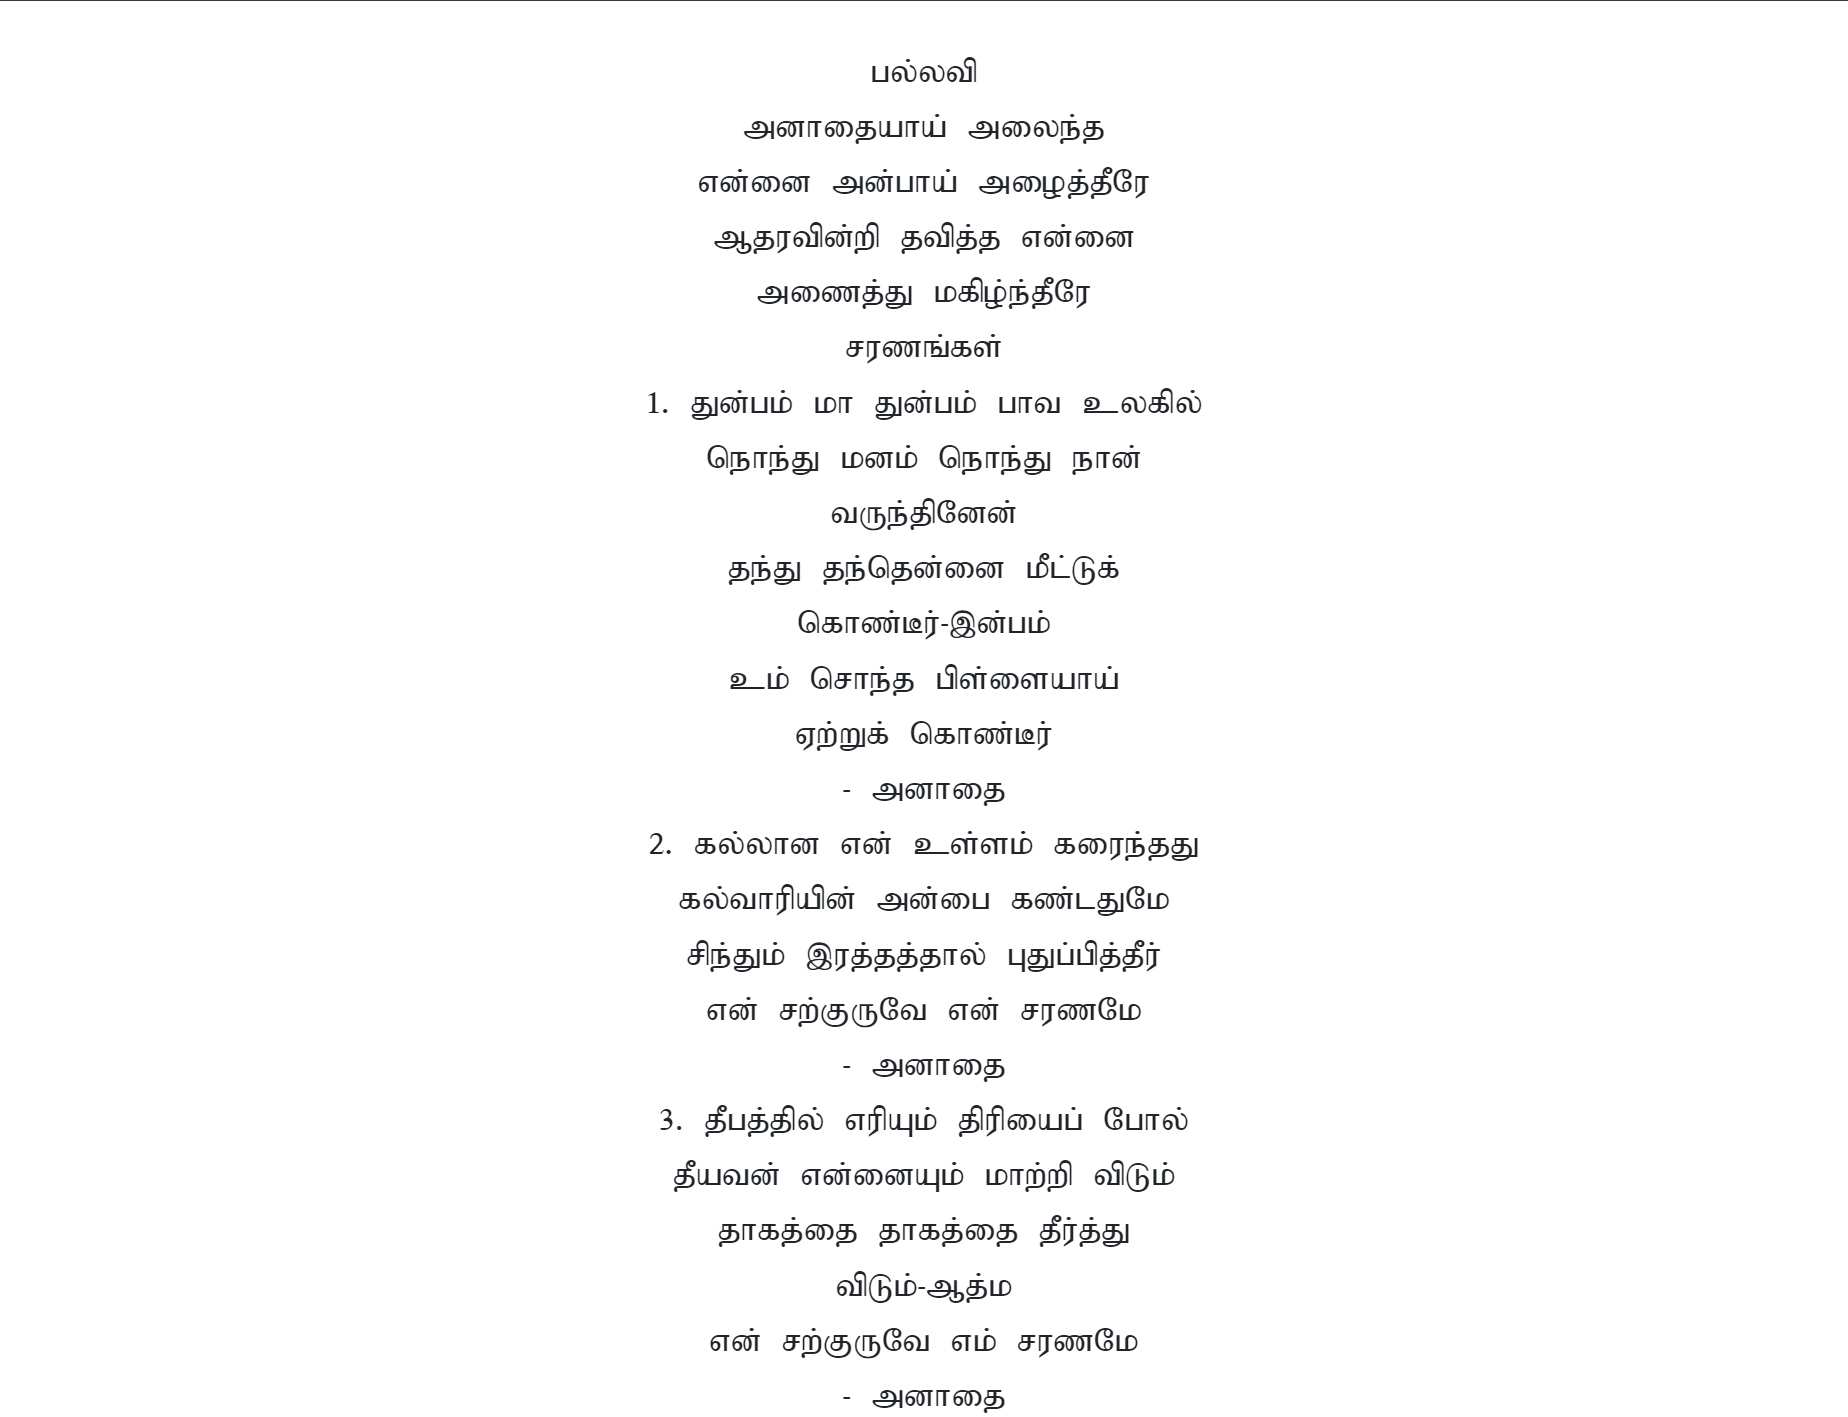 பல்லவி
அனாதையாய் அலைந்த
என்னை அன்பாய் அழைத்தீரே
ஆதரவின்றி தவித்த என்னை
அணைத்து மகிழ்ந்தீரே
சரணங்கள்
1. துன்பம் மா துன்பம் பாவ உலகில்
நொந்து மனம் நொந்து நான்
வருந்தினேன்
தந்து தந்தென்னை மீட்டுக்
கொண்டீர்-இன்பம்
உம் சொந்த பிள்ளையாய்
ஏற்றுக் கொண்டீர்
- அனாதை
2. கல்லான என் உள்ளம் கரைந்தது
கல்வாரியின் அன்பை கண்டதுமே
சிந்தும் இரத்தத்தால் புதுப்பித்தீர்
என் சற்குருவே என் சரணமே
- அனாதை
3. தீபத்தில் எரியும் திரியைப் போல்
தீயவன் என்னையும் மாற்றி விடும்
தாகத்தை தாகத்தை தீர்த்து
விடும்-ஆத்ம
என் சற்குருவே எம் சரணமே
- அனாதை